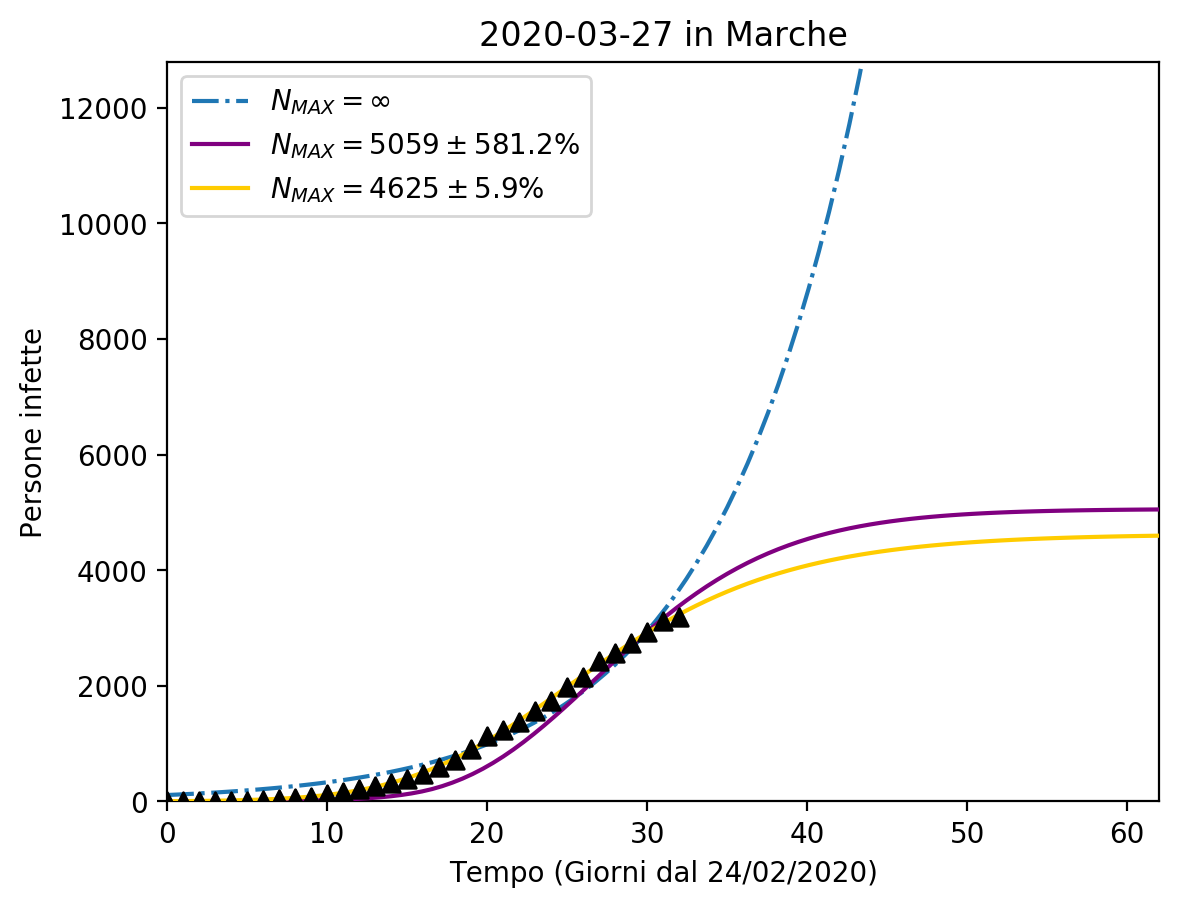 2020-03-27 in Marche
N_MAX = ∞
N_MAX = 5059 ± 581.2%
N_MAX = 4625 ± 5.9%
12000
10000
8000
6000
4000
2000
0
Persone infette
0 10 20 30 40 50 60
Tempo (Giorni dal 24/02/2020)